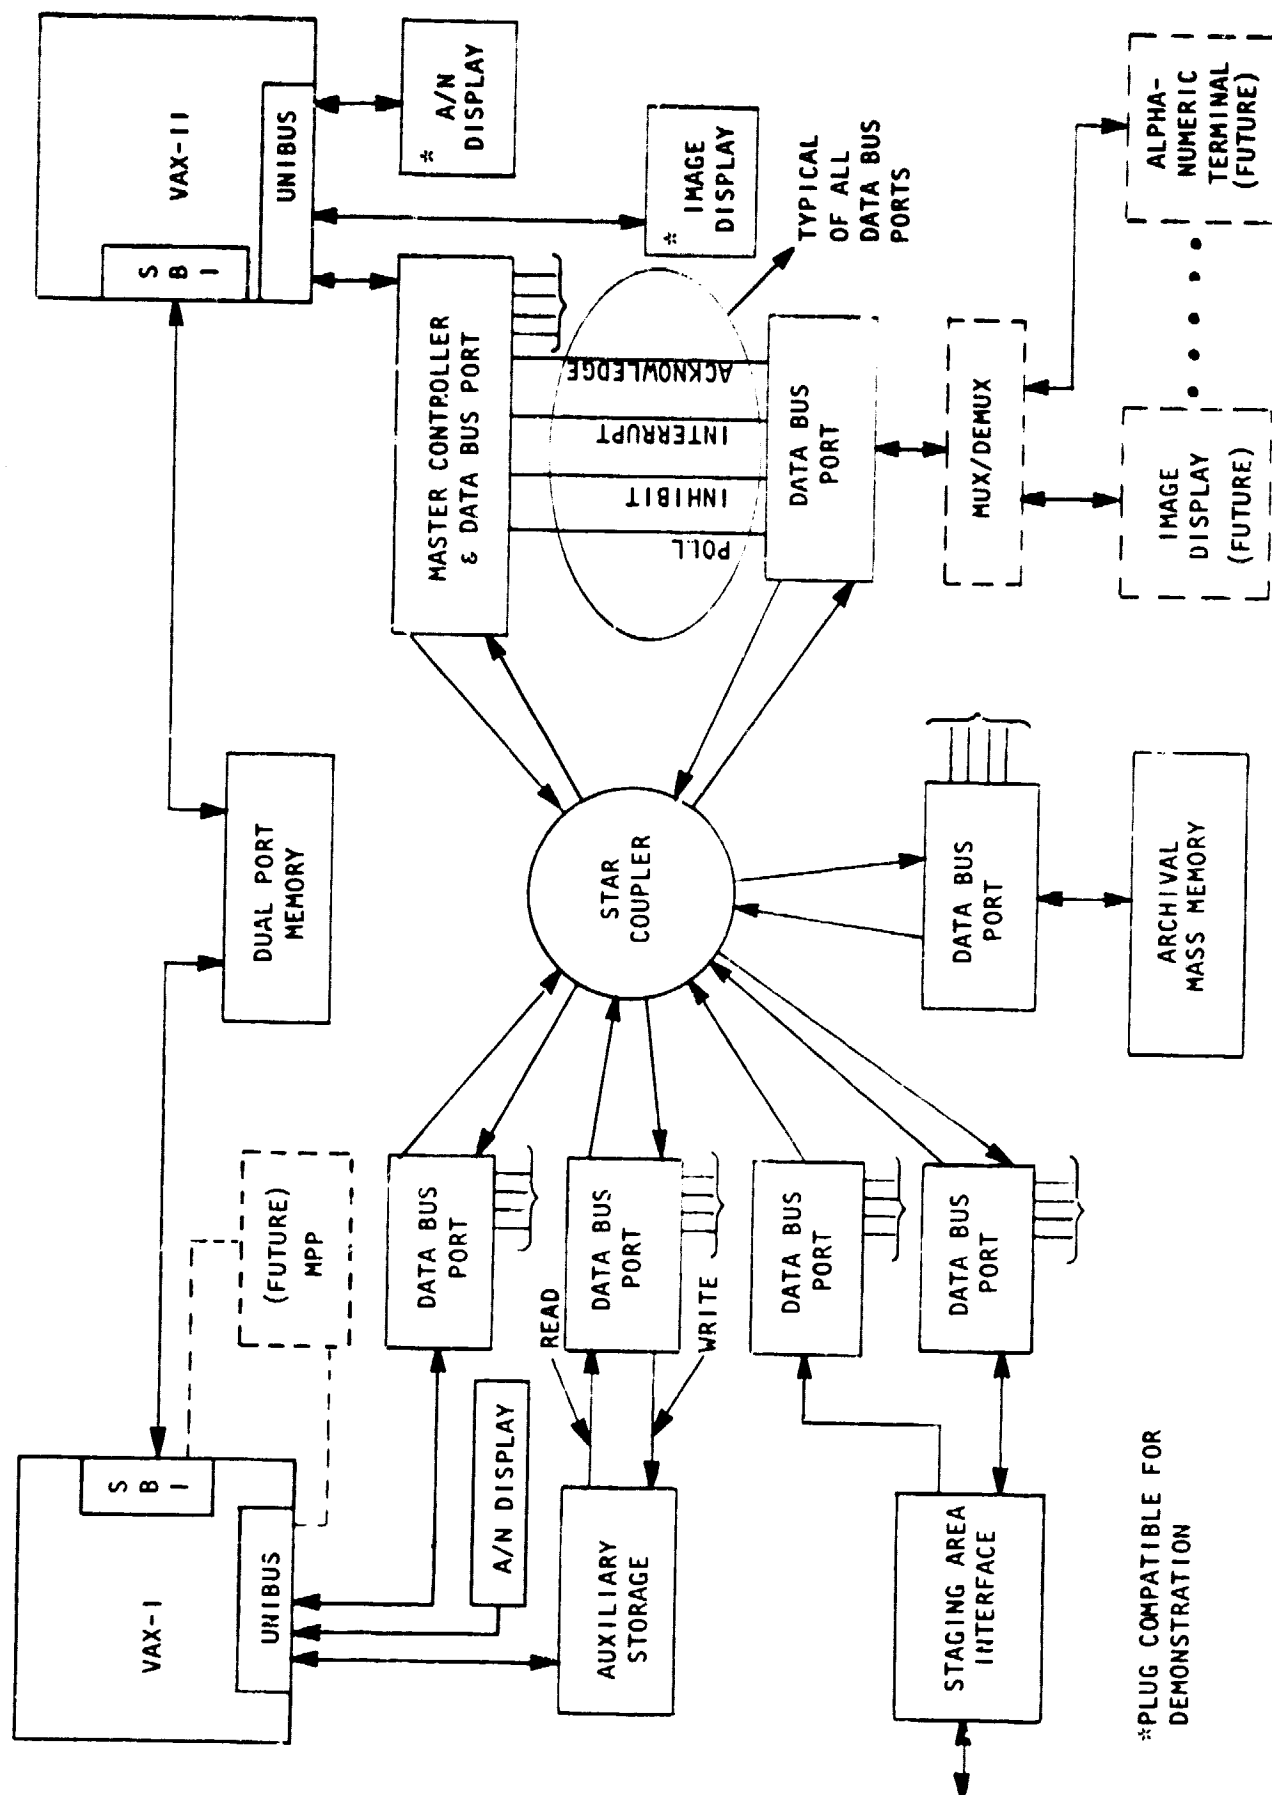 VAX-I
S
B
I
UNIBUS
(FUTURE)
MPP
DUAL PORT
MEMORY
VAX-II
S
B
I
UNIBUS
*
A/N
DISPLAY
*
IMAGE
DISPLAY
A/N DISPLAY
DATA BUS
PORT
MASTER CONTROLLER
& DATA BUS PORT
READ
AUXILIARY
STORAGE
DATA BUS
PORT
WRITE
STAR
COUPLER
POLL
INHIBIT
INTERRUPT
ACKNOWLEDGE
TYPICAL
OF ALL
DATA BUS
PORTS
DATA BUS
PORT
DATA BUS
PORT
STAGING AREA
INTERFACE
DATA BUS
PORT
DATA BUS
PORT
MUX/DEMUX
ARCHIVAL
MASS MEMORY
IMAGE
DISPLAY
(FUTURE)
ALPHA-
NUMERIC
TERMINAL
(FUTURE)
*PLUG COMPATIBLE FOR
DEMONSTRATION